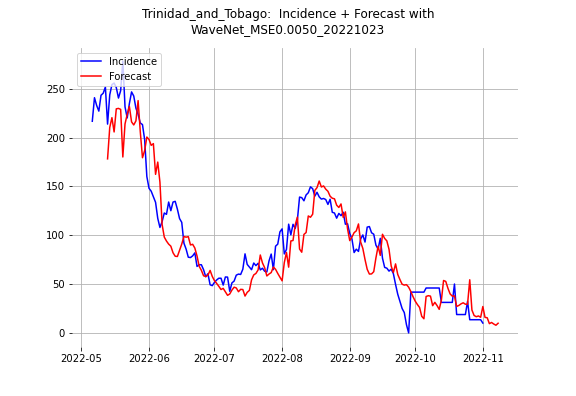 Trinidad_and_Tobago:  Incidence + Forecast with
WaveNet_MSE0.0050_20221023
Incidence
Forecast
250
200
150
100
50
0
2022-05 2022-06 2022-07 2022-08 2022-09 2022-10 2022-11